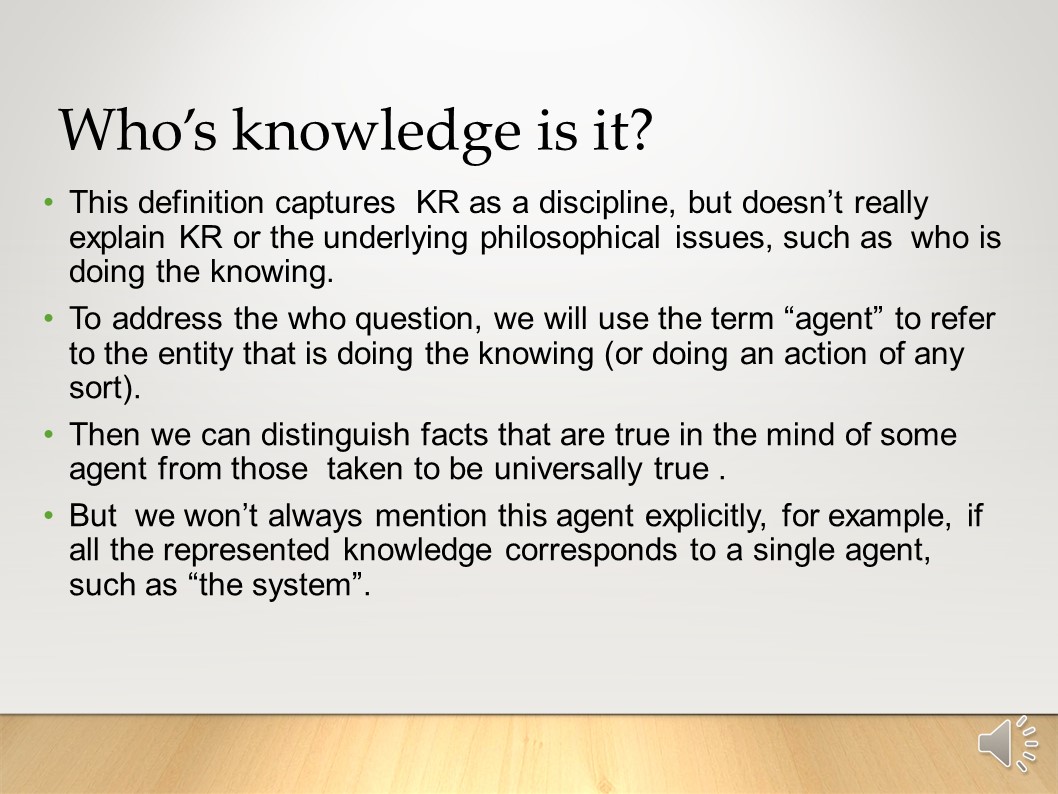 Who’s knowledge is it?
• This definition captures  KR as a discipline, but doesn’t really
explain KR or the underlying philosophical issues, such as  who is
doing the knowing.
• To address the who question, we will use the term “agent” to refer
to the entity that is doing the knowing (or doing an action of any
sort).
• Then we can distinguish facts that are true in the mind of some
agent from those  taken to be universally true .
• But  we won’t always mention this agent explicitly, for example, if
all the represented knowledge corresponds to a single agent,
such as “the system”.